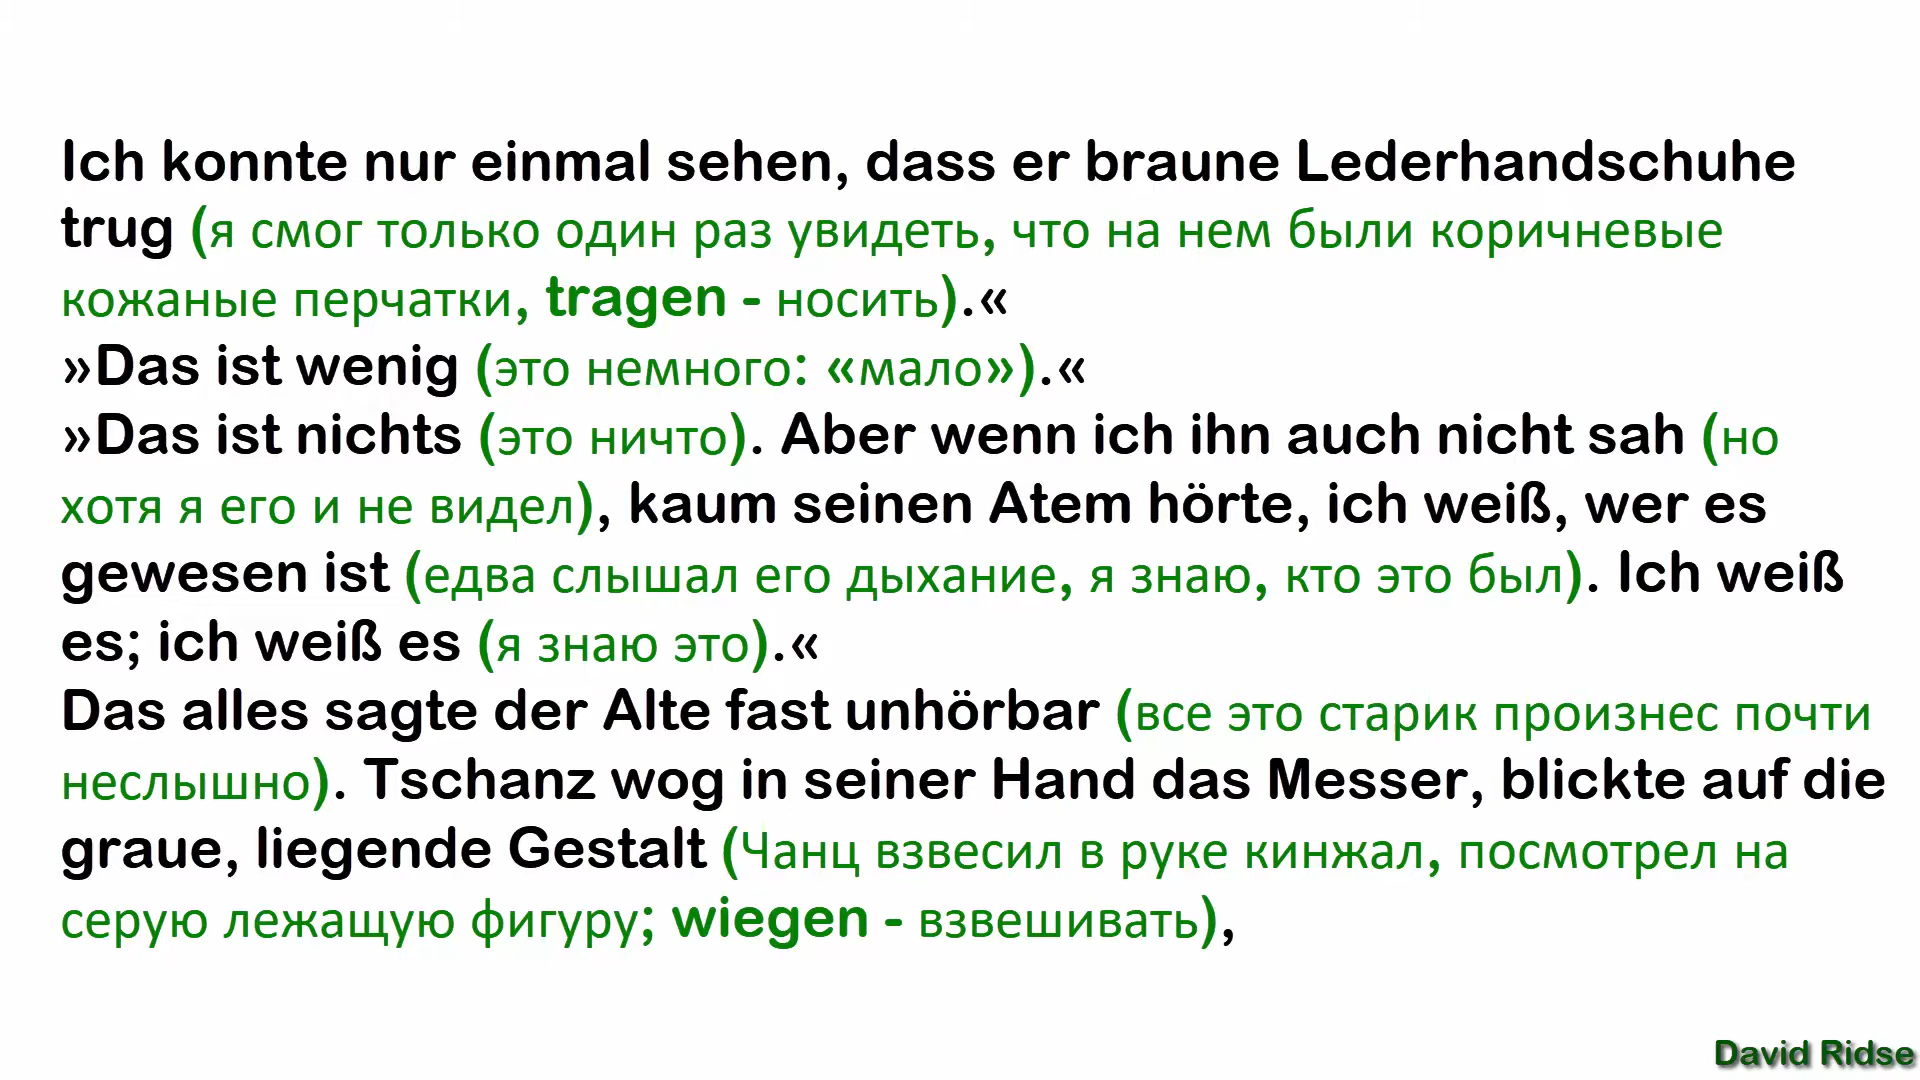 Ich konnte nur einmal sehen, dass er braune Lederhandschuhe
trug (я смог только один раз увидеть, что на нем были коричневые
кожаные перчатки, tragen - носить).«
»Das ist wenig (это немного: «мало»).«
»Das ist nichts (это ничто). Aber wenn ich ihn auch nicht sah (но
хотя я его и не видел), kaum seinen Atem hörte, ich weiß, wer es
gewesen ist (едва слышал его дыхание, я знаю, кто это был). Ich weiß
es; ich weiß es (я знаю это).«
Das alles sagte der Alte fast unhörbar (все это старик произнес почти
неслышно). Tschanz wog in seiner Hand das Messer, blickte auf die
graue, liegende Gestalt (Чанц взвесил в руке кинжал, посмотрел на
серую лежащую фигуру; wiegen - взвешивать),
David Ridse